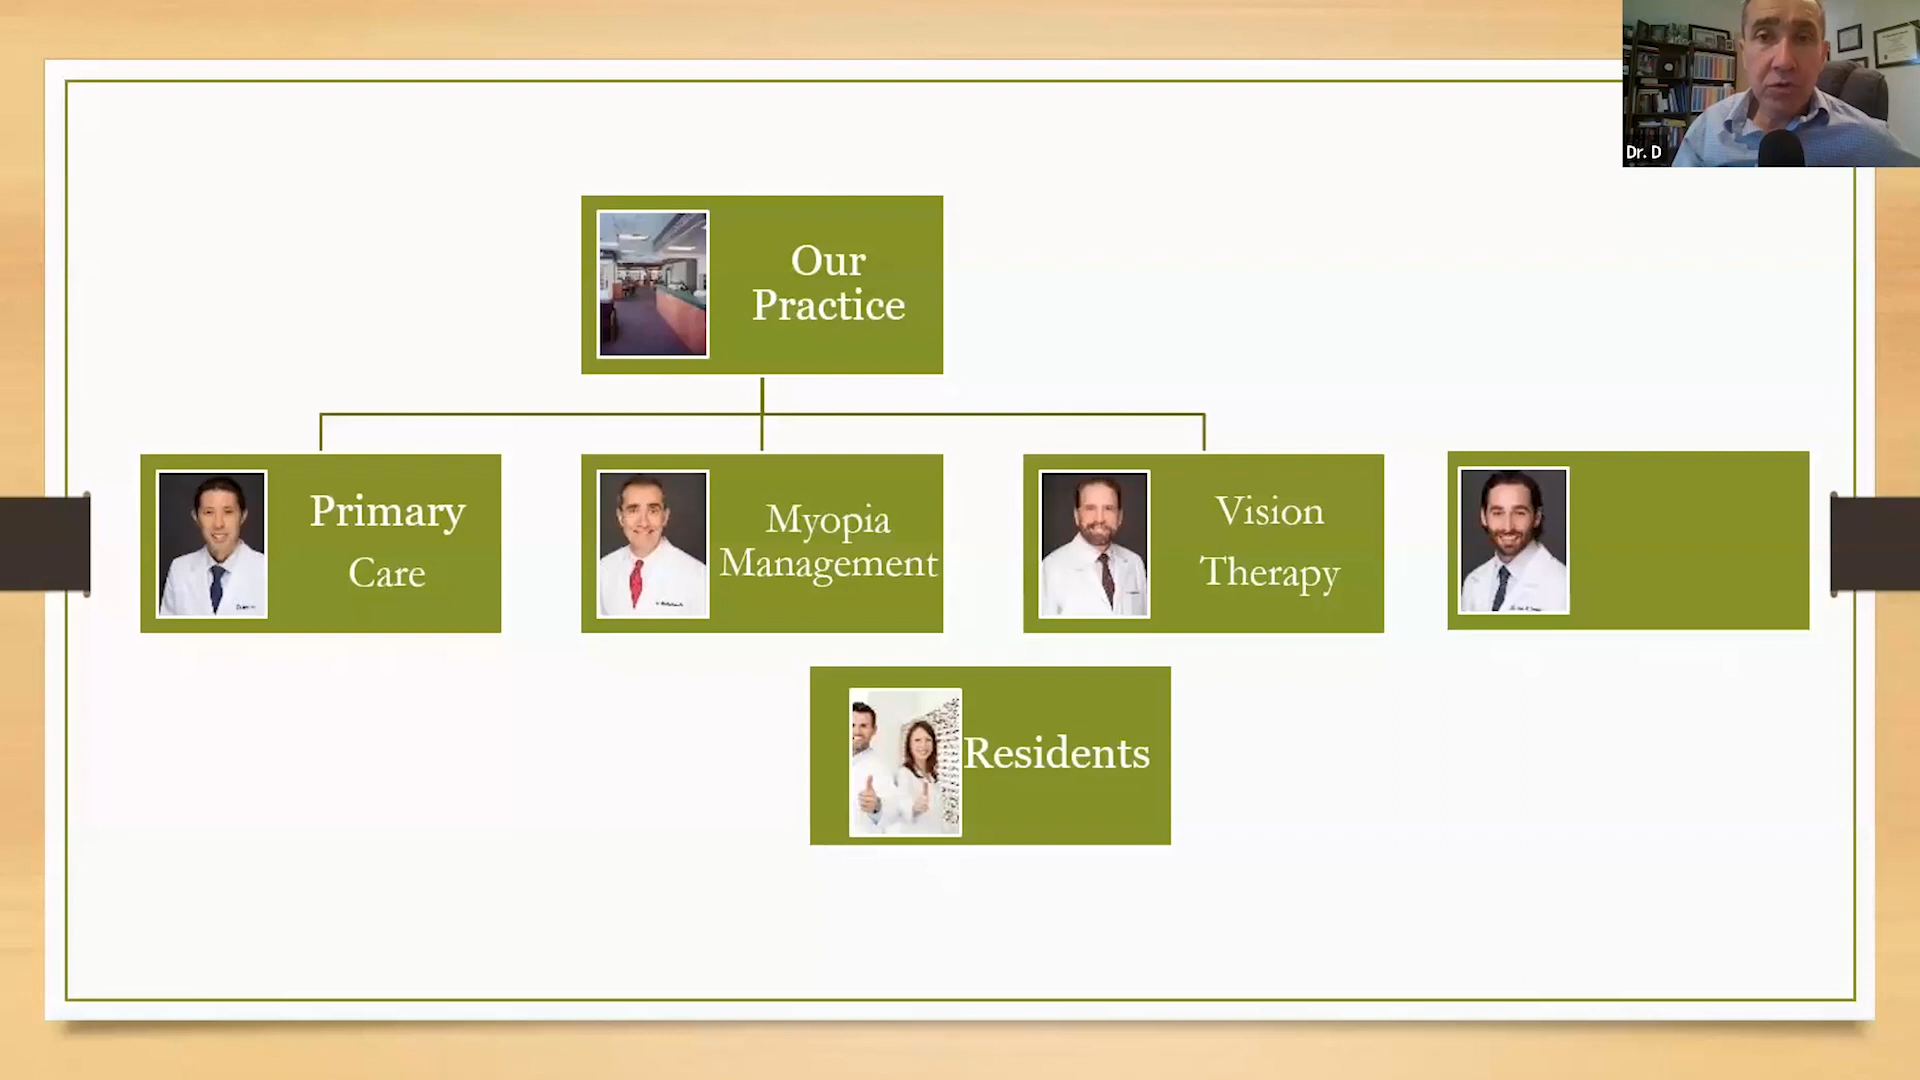 Dr. D
Our
Practice
Primary
Care
Myopia
Management
Vision
Therapy
Residents